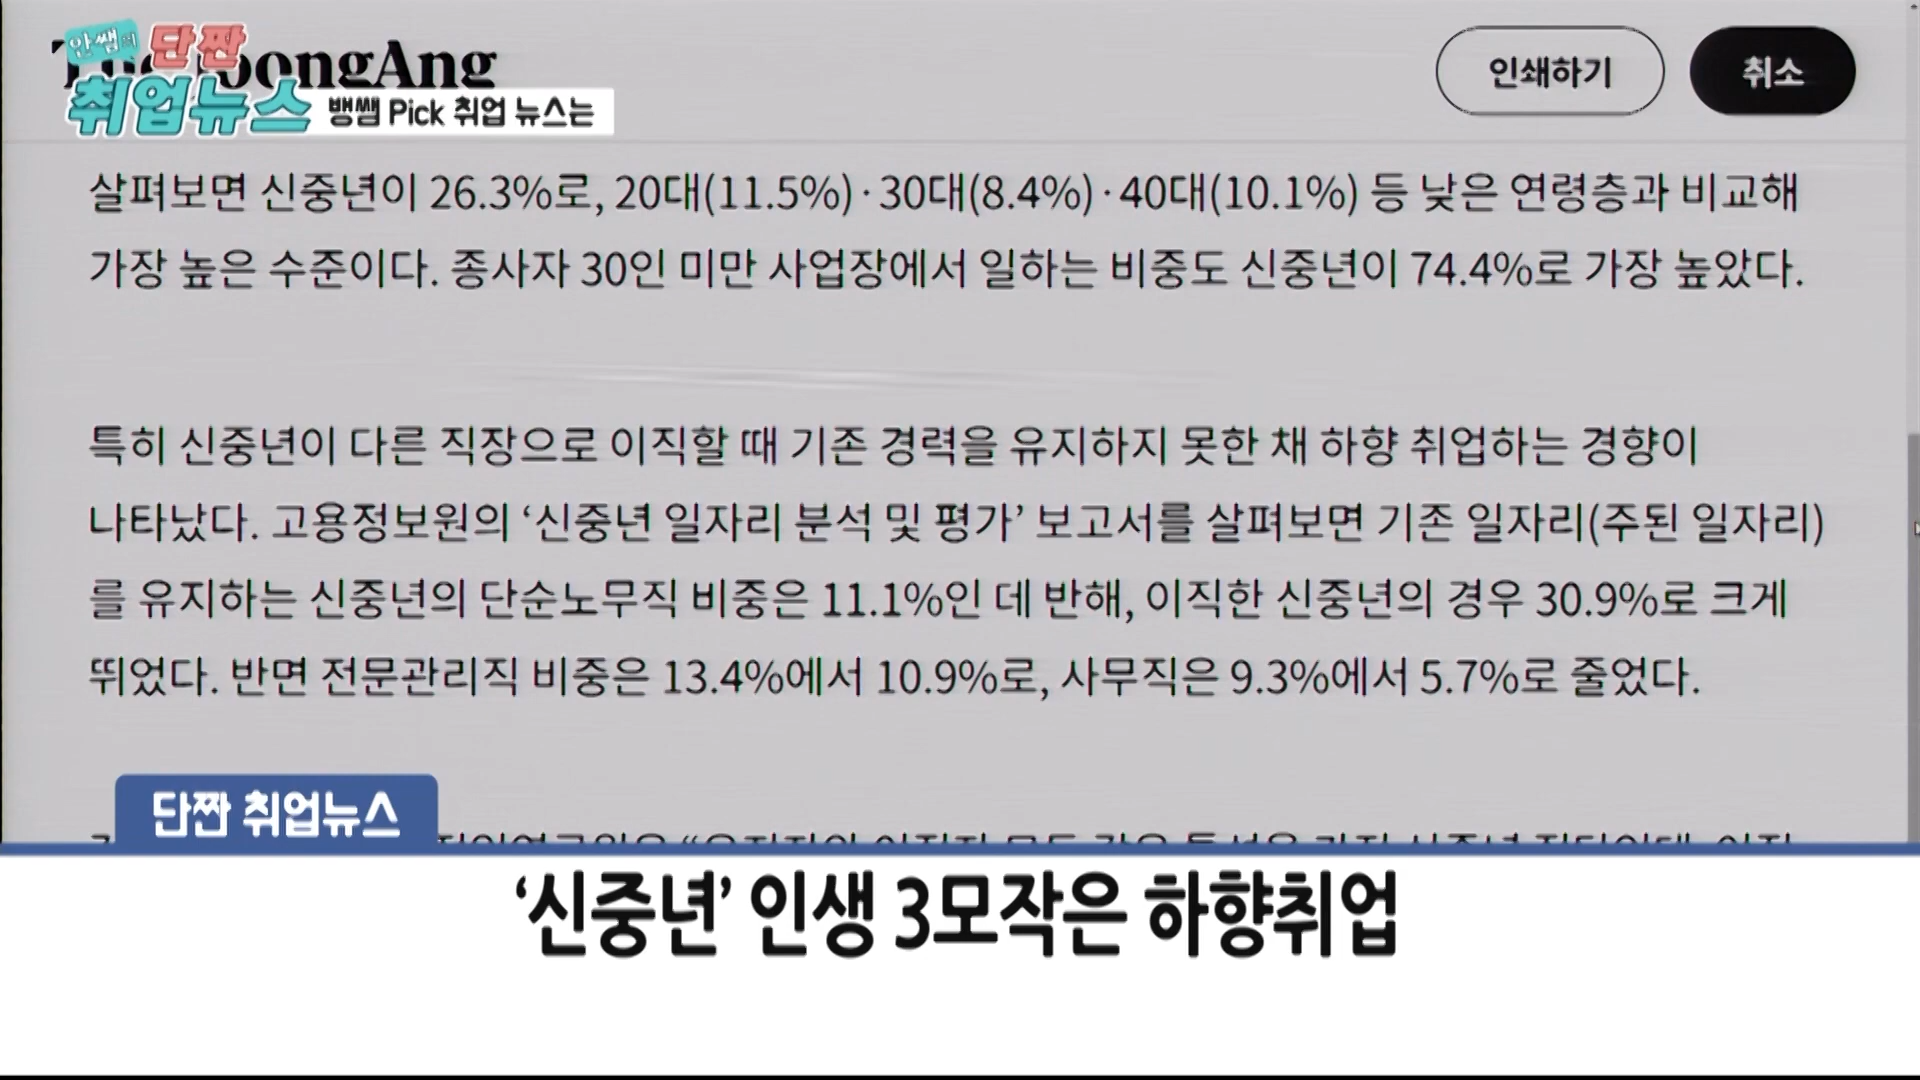 안쌤의 단짠
취업뉴스
뱅쌤 Pick 취업 뉴스는
인쇄하기
취소
살펴보면 신중년이 26.3%로, 20대(11.5%)·30대(8.4%)·40대(10.1%) 등 낮은 연령층과 비교해
가장 높은 수준이다. 종사자 30인 미만 사업장에서 일하는 비중도 신중년이 74.4%로 가장 높았다.
특히 신중년이 다른 직장으로 이직할 때 기존 경력을 유지하지 못한 채 하향 취업하는 경향이
나타났다. 고용정보원의 ‘신중년 일자리 분석 및 평가’ 보고서를 살펴보면 기존 일자리(주된 일자리)
를 유지하는 신중년의 단순노무직 비중은 11.1%인 데 반해, 이직한 신중년의 경우 30.9%로 크게
뛰었다. 반면 전문관리직 비중은 13.4%에서 10.9%로, 사무직은 9.3%에서 5.7%로 줄었다.
단짠 취업뉴스
‘신중년’ 인생 3모작은 하향취업